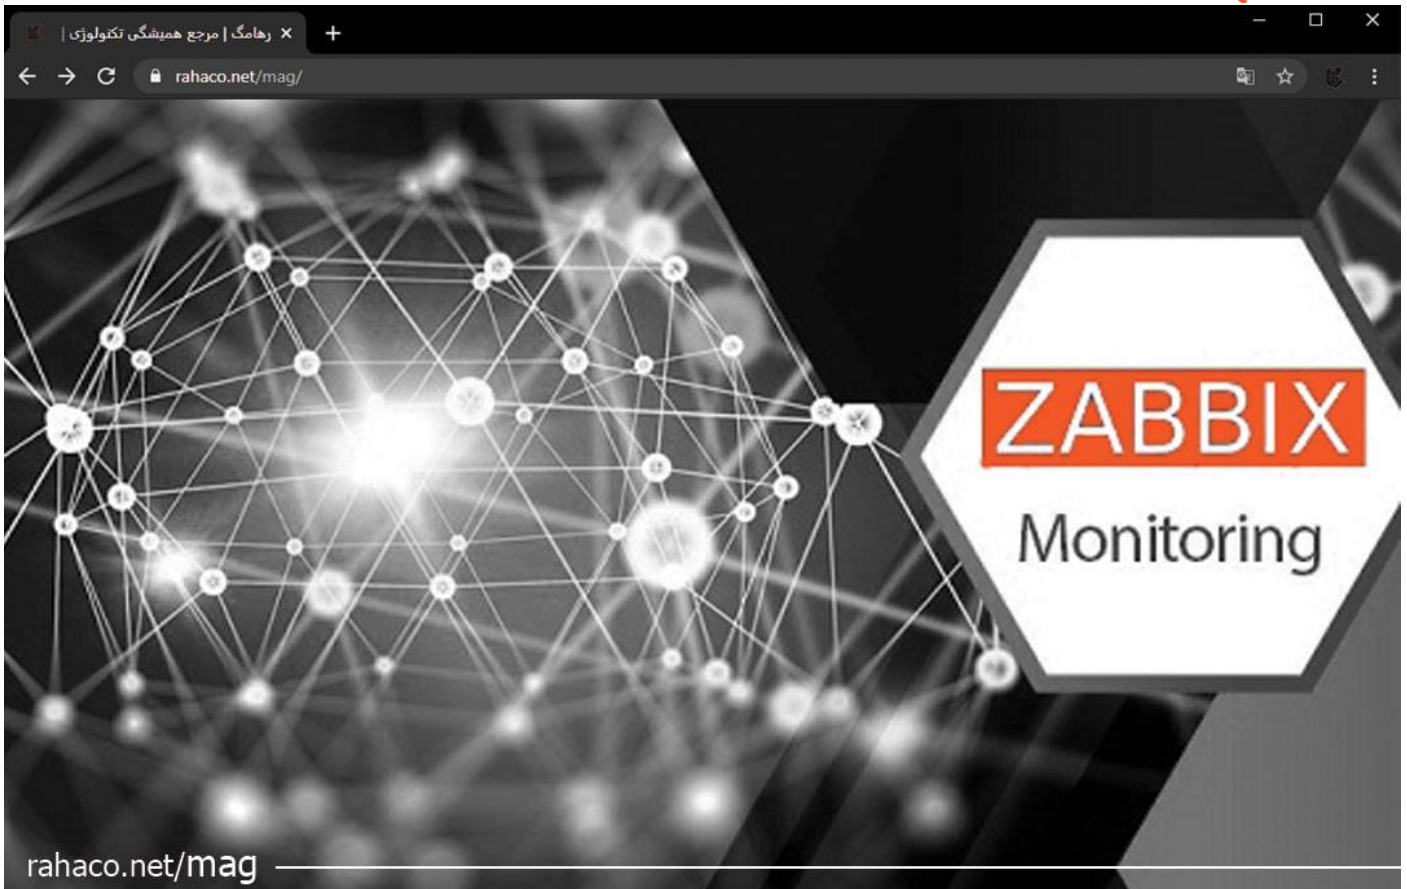 رهامگ | مرجع همیشگی تکنولوژی |
rahaco.net/mag/
ZABBIX
Monitoring
rahaco.net/mag